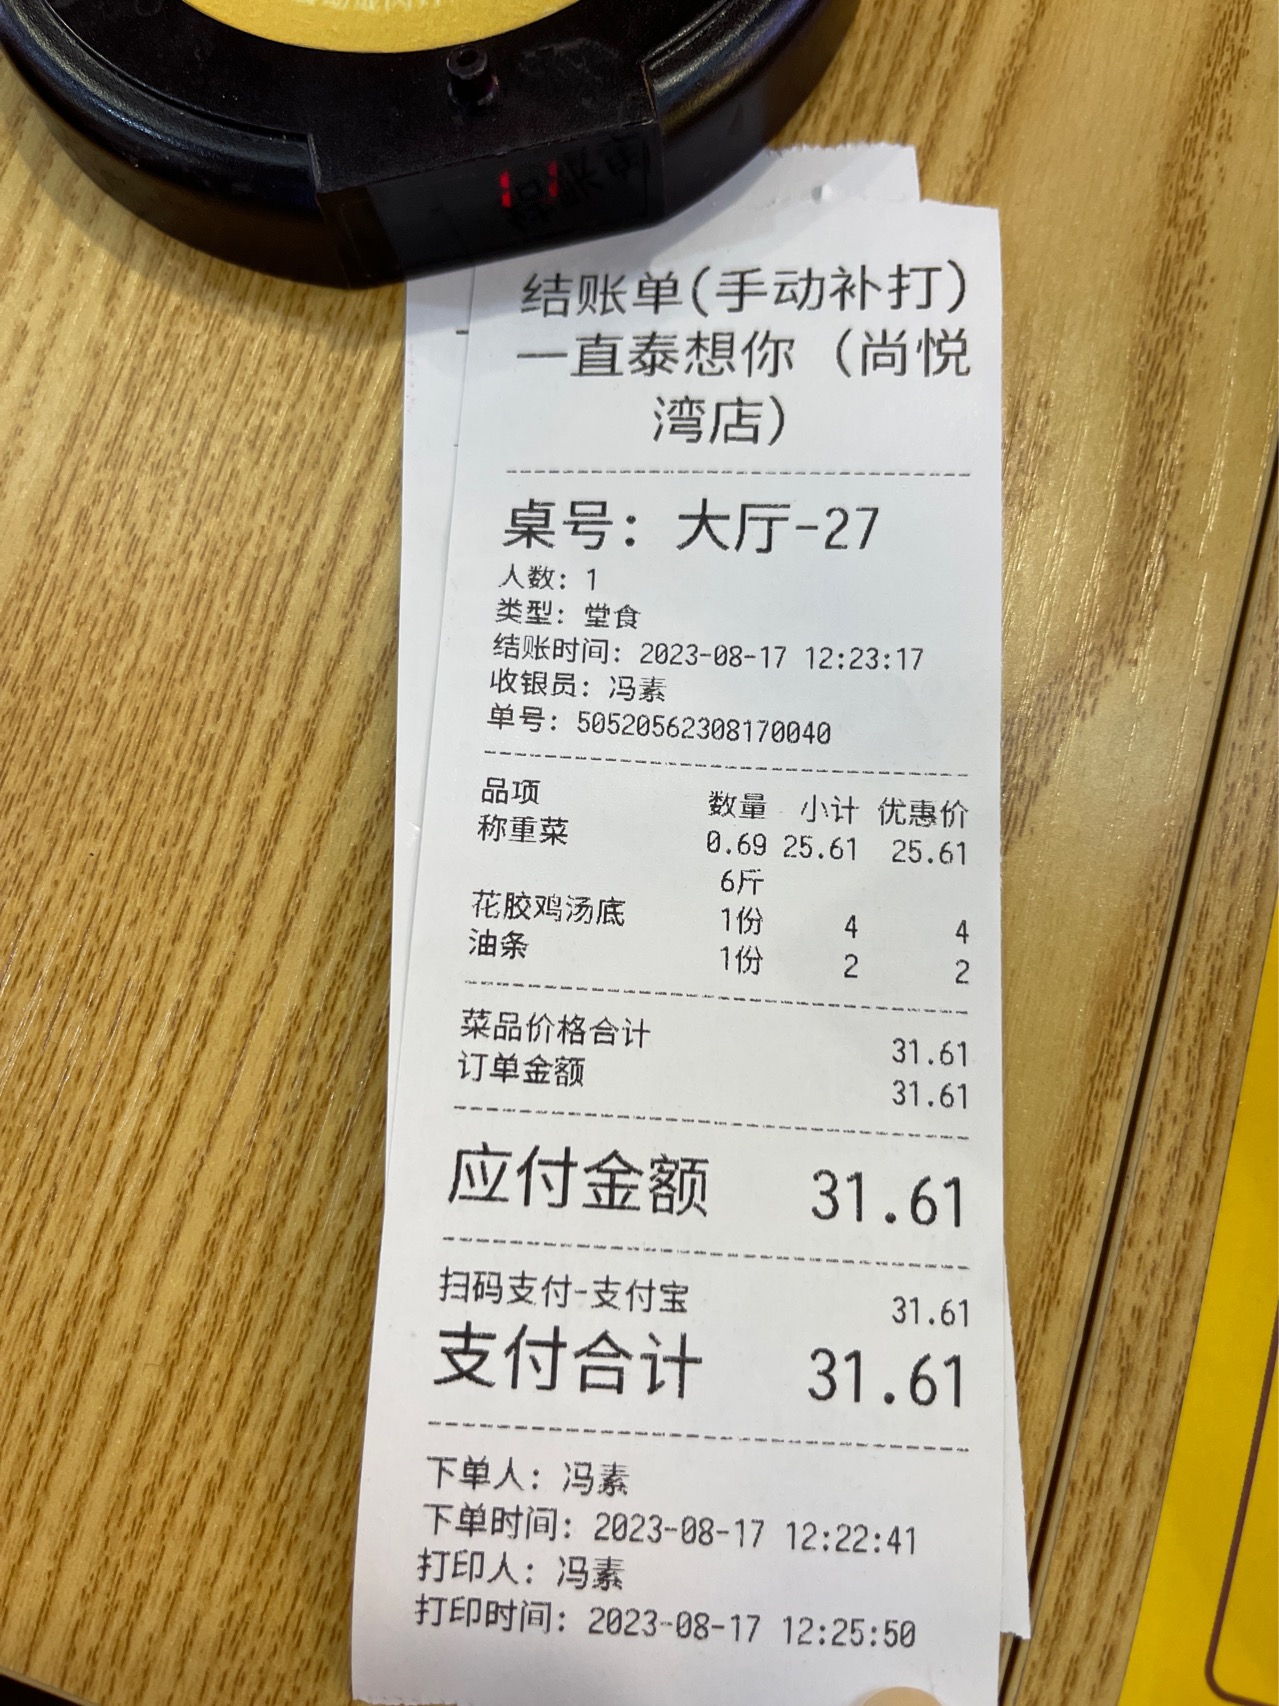 结账单(手动补打)
一直泰想你（尚悦
湾店）
桌号：大厅-27
人数：1
类型：堂食
结账时间：2023-08-17 12:23:17
收银员：冯素
单号：505205623081700​40
品项 数量 小计 优惠价
称重菜 0.69 25.61 25.61
6斤
花胶鸡汤底 1份 4 4
油条 1份 2 2
菜品价格合计 31.61
订单金额 31.61
应付金额 31.61
扫码支付-支付宝 31.61
支付合计 31.61
下单人：冯素
下单时间：2023-08-17 12:22:41
打印人：冯素
打印时间：2023-08-17 12:25:50